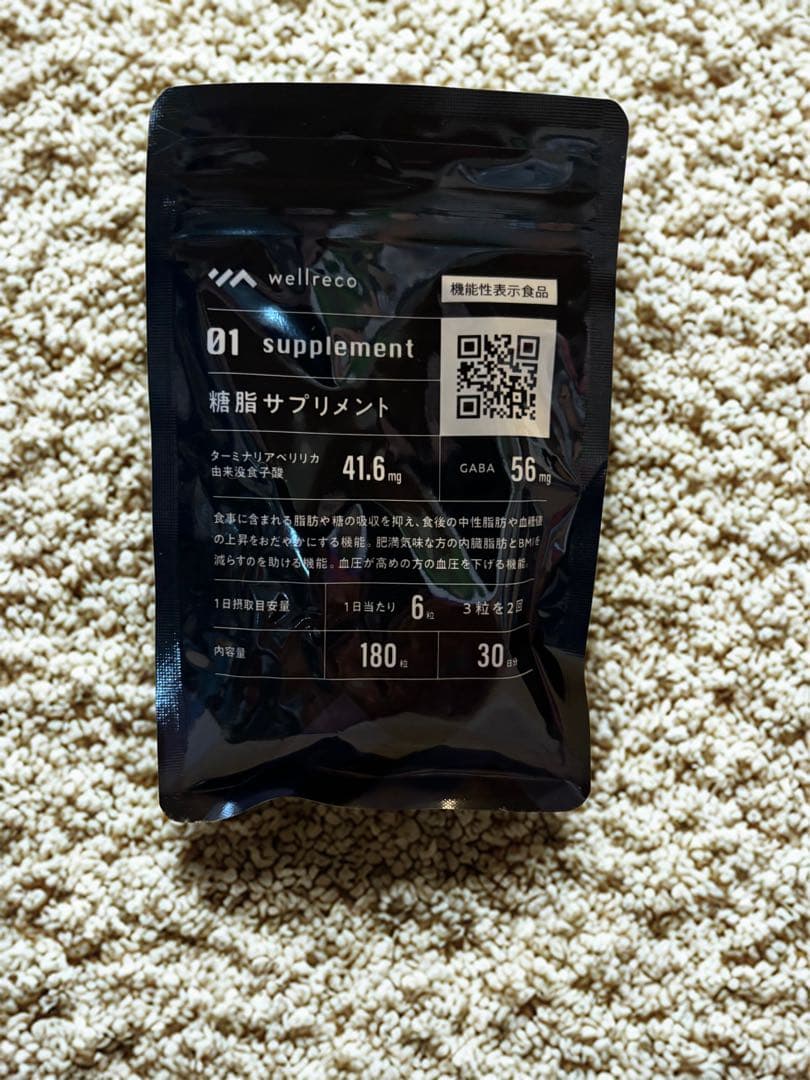 wellreco
機能性表示食品
01 supplement
糖脂サプリメント
ターミナリアベリリカ
由来没食子酸
41.6mg
GABA 56mg
食事に含まれる脂肪や糖の吸収を抑え、食後の中性脂肪や血糖値
の上昇をおだやかにする機能。肥満気味な方の内臓脂肪とBMIを
減らすのを助ける機能。血圧が高めの方の血圧を下げる機能。
1日摂取目安量 1日当たり 6粒 3粒を2回
内容量 180粒 30日分